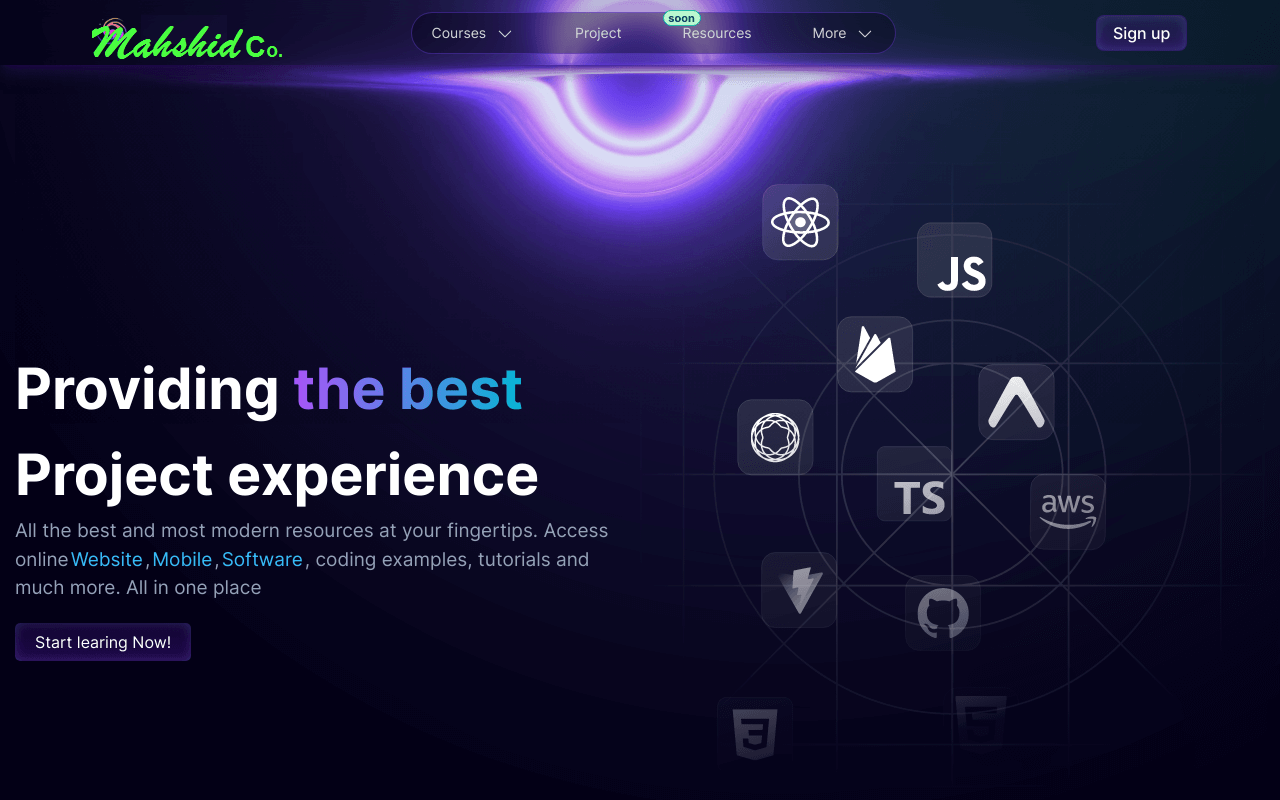 Mahshid Co.
Courses
Project
soon
Resources
More
Sign up
JS
Providing the best
Project experience
TS
aws
All the best and most modern resources at your fingertips. Access
online Website , Mobile , Software , coding examples, tutorials and
much more. All in one place
Start learing Now!
3
5